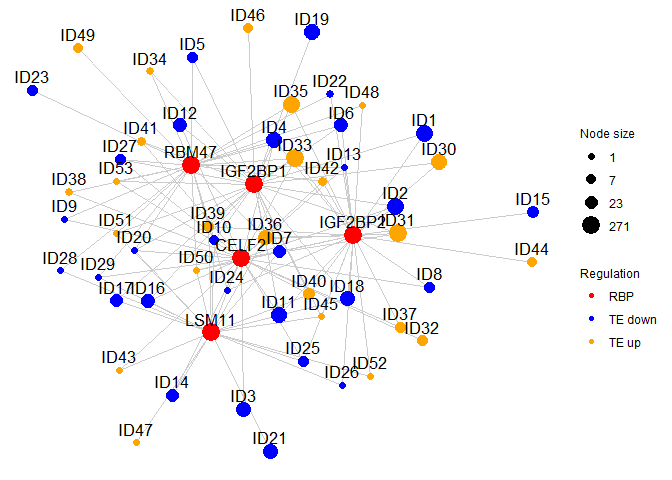 ID46
ID19
ID49
ID5
ID34
ID23
ID22
ID35
ID48
ID12
ID6
ID1
ID41
ID4
ID27
RBM47
ID33
ID13
ID30
ID53
IGF2BP1
ID42
ID38
ID2
ID15
ID9
ID39
IGF2BP2
ID31
ID51
ID10
ID36
ID20
CELF2
ID7
ID44
ID28
ID50
ID29
ID24
ID40
ID8
ID17
ID16
ID18
ID11
ID45
LSM11
ID37
ID32
ID43
ID25
ID52
ID26
ID14
ID3
ID47
ID21
Node size
1
7
23
271
Regulation
RBP
TE down
TE up